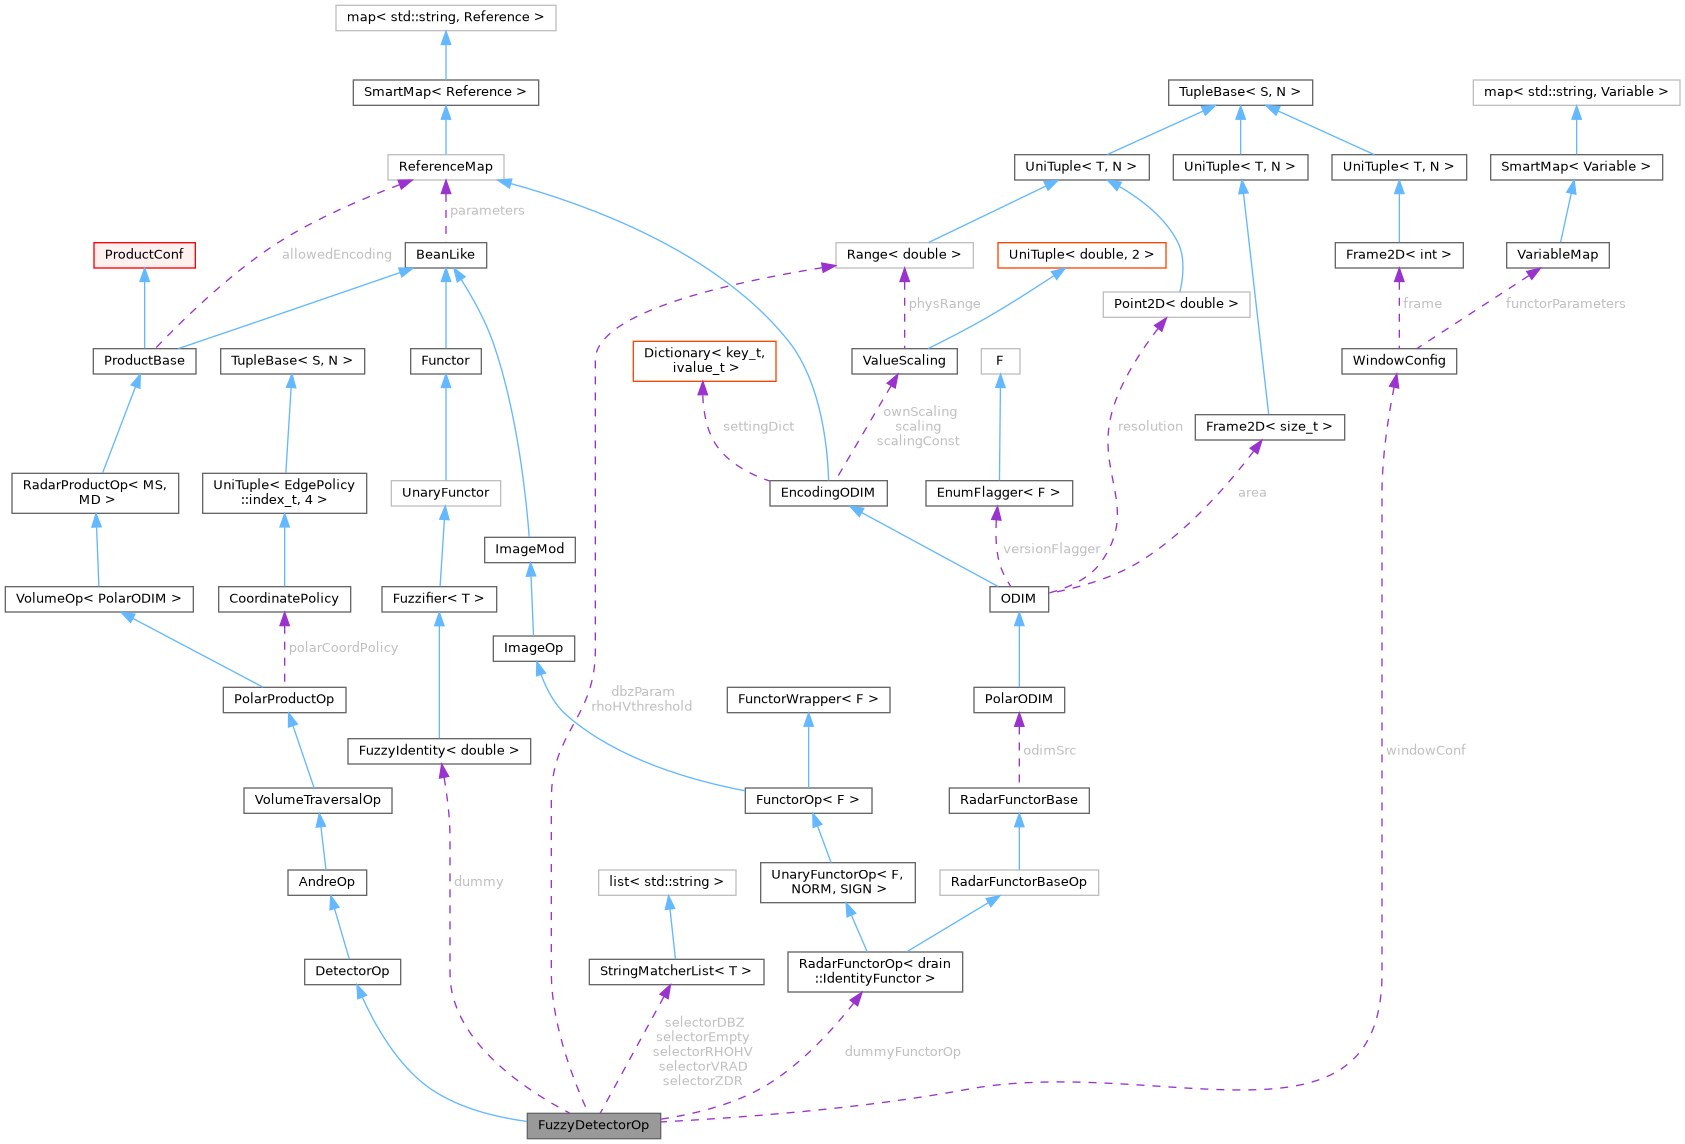 map< std::string, Reference >
SmartMap< Reference >
TupleBase< S, N >
map< std::string, Variable >
ReferenceMap
UniTuple< T, N >
UniTuple< T, N >
UniTuple< T, N >
SmartMap< Variable >
parameters
ProductConf
allowedEncoding
BeanLike
Range< double >
UniTuple< double, 2 >
Frame2D< int >
VariableMap
physRange
Point2D< double >
frame
functorParameters
ProductBase
TupleBase< S, N >
Functor
Dictionary< key_t,
ivalue_t >
ValueScaling
F
WindowConfig
settingDict
ownScaling
scaling
scalingConst
resolution
Frame2D< size_t >
RadarProductOp< MS,
MD >
UniTuple< EdgePolicy
::index_t, 4 >
UnaryFunctor
EncodingODIM
EnumFlagger< F >
area
ImageMod
versionFlagger
VolumeOp< PolarODIM >
CoordinatePolicy
Fuzzifier< T >
ODIM
polarCoordPolicy
ImageOp
PolarProductOp
dbzParam
rhoHVthreshold
FunctorWrapper< F >
PolarODIM
FuzzyIdentity< double >
odimSrc
windowConf
VolumeTraversalOp
FunctorOp< F >
RadarFunctorBase
AndreOp
dummy
list< std::string >
UnaryFunctorOp< F,
NORM, SIGN >
RadarFunctorBaseOp
DetectorOp
StringMatcherList< T >
RadarFunctorOp< drain
::IdentityFunctor >
selectorDBZ
selectorEmpty
selectorRHOHV
selectorVRAD
selectorZDR
dummyFunctorOp
FuzzyDetectorOp